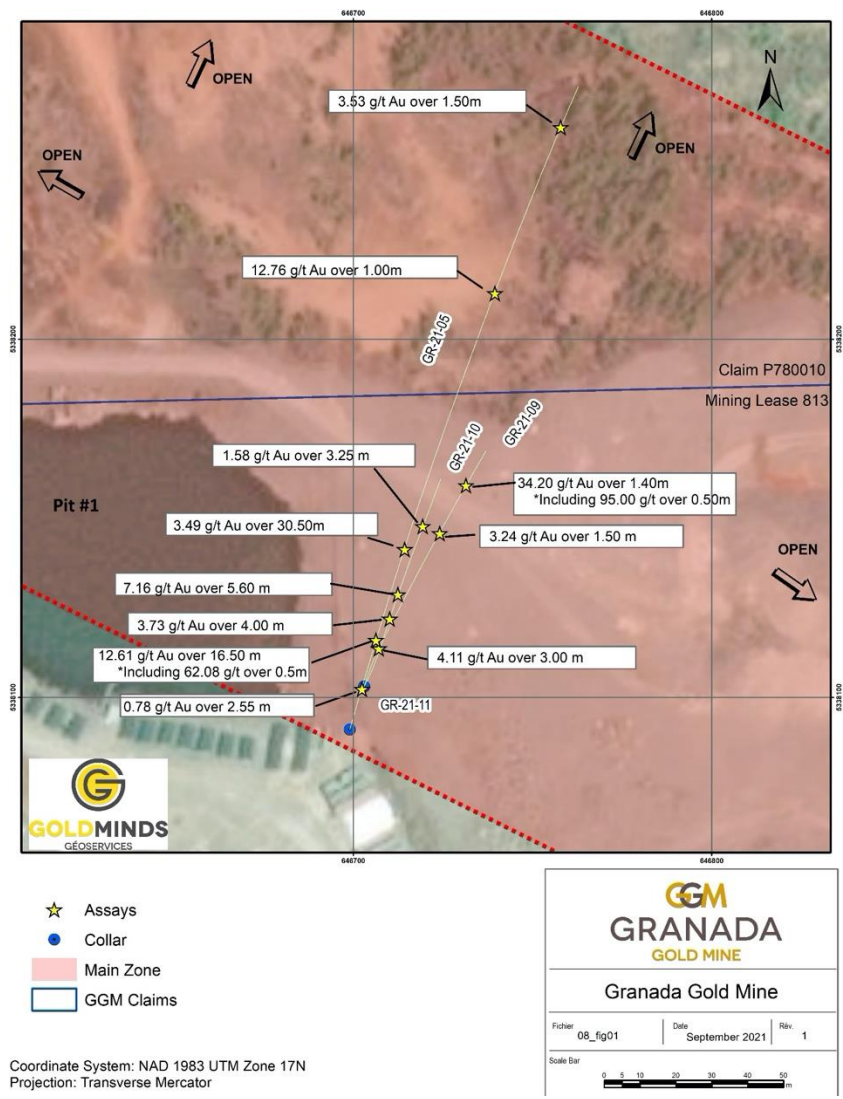 646700
646800
N
OPEN
3.53 g/t Au over 1.50m
OPEN
OPEN
12.76 g/t Au over 1.00m
GR-21-05
5338200
5338200
Claim P780010
Mining Lease 813
GR-21-09
GR-21-10
1.58 g/t Au over 3.25 m
34.20 g/t Au over 1.40m
*Including 95.00 g/t over 0.50m
Pit #1
3.49 g/t Au over 30.50m
3.24 g/t Au over 1.50 m
OPEN
7.16 g/t Au over 5.60 m
3.73 g/t Au over 4.00 m
12.61 g/t Au over 16.50 m
*Including 62.08 g/t over 0.5m
4.11 g/t Au over 3.00 m
5338100
5338100
0.78 g/t Au over 2.55 m
GR-21-11
G
GOLDMINDS
GÉOSERVICES
646700
646800
Assays
Collar
Main Zone
GGM Claims
Coordinate System: NAD 1983 UTM Zone 17N
Projection: Transverse Mercator
GGM
GRANADA
GOLD MINE
Granada Gold Mine
Fichier
08_fig01
Date
September 2021
Rév.
1
Scale Bar
0 5 10 20 30 40 50
m